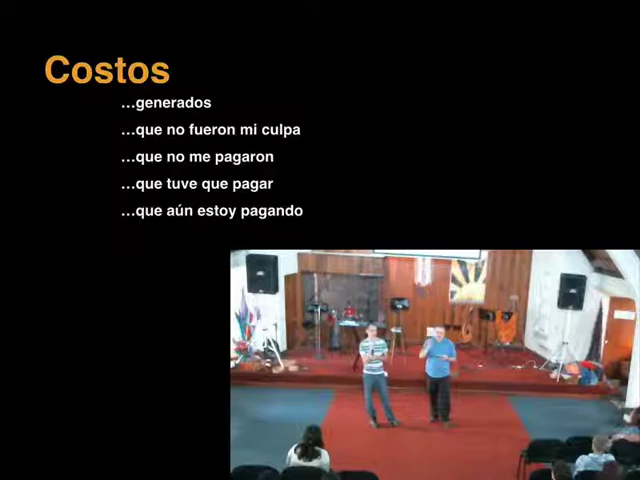 Costos
...generados
...que no fueron mi culpa
...que no me pagaron
...que tuve que pagar
...que aún estoy pagando